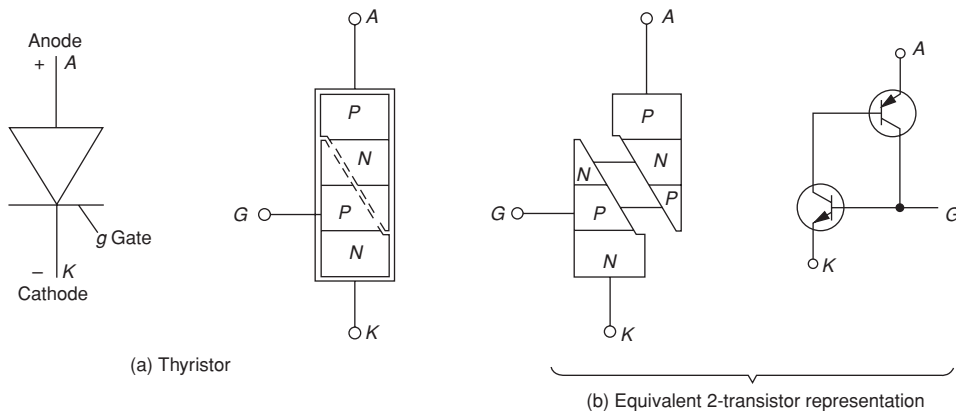 Anode
+ A
g Gate
– K
Cathode
A
P
N
G P
N
K
(a) Thyristor
A
P
N N
G P P
N
K
A
G
K
(b) Equivalent 2-transistor representation